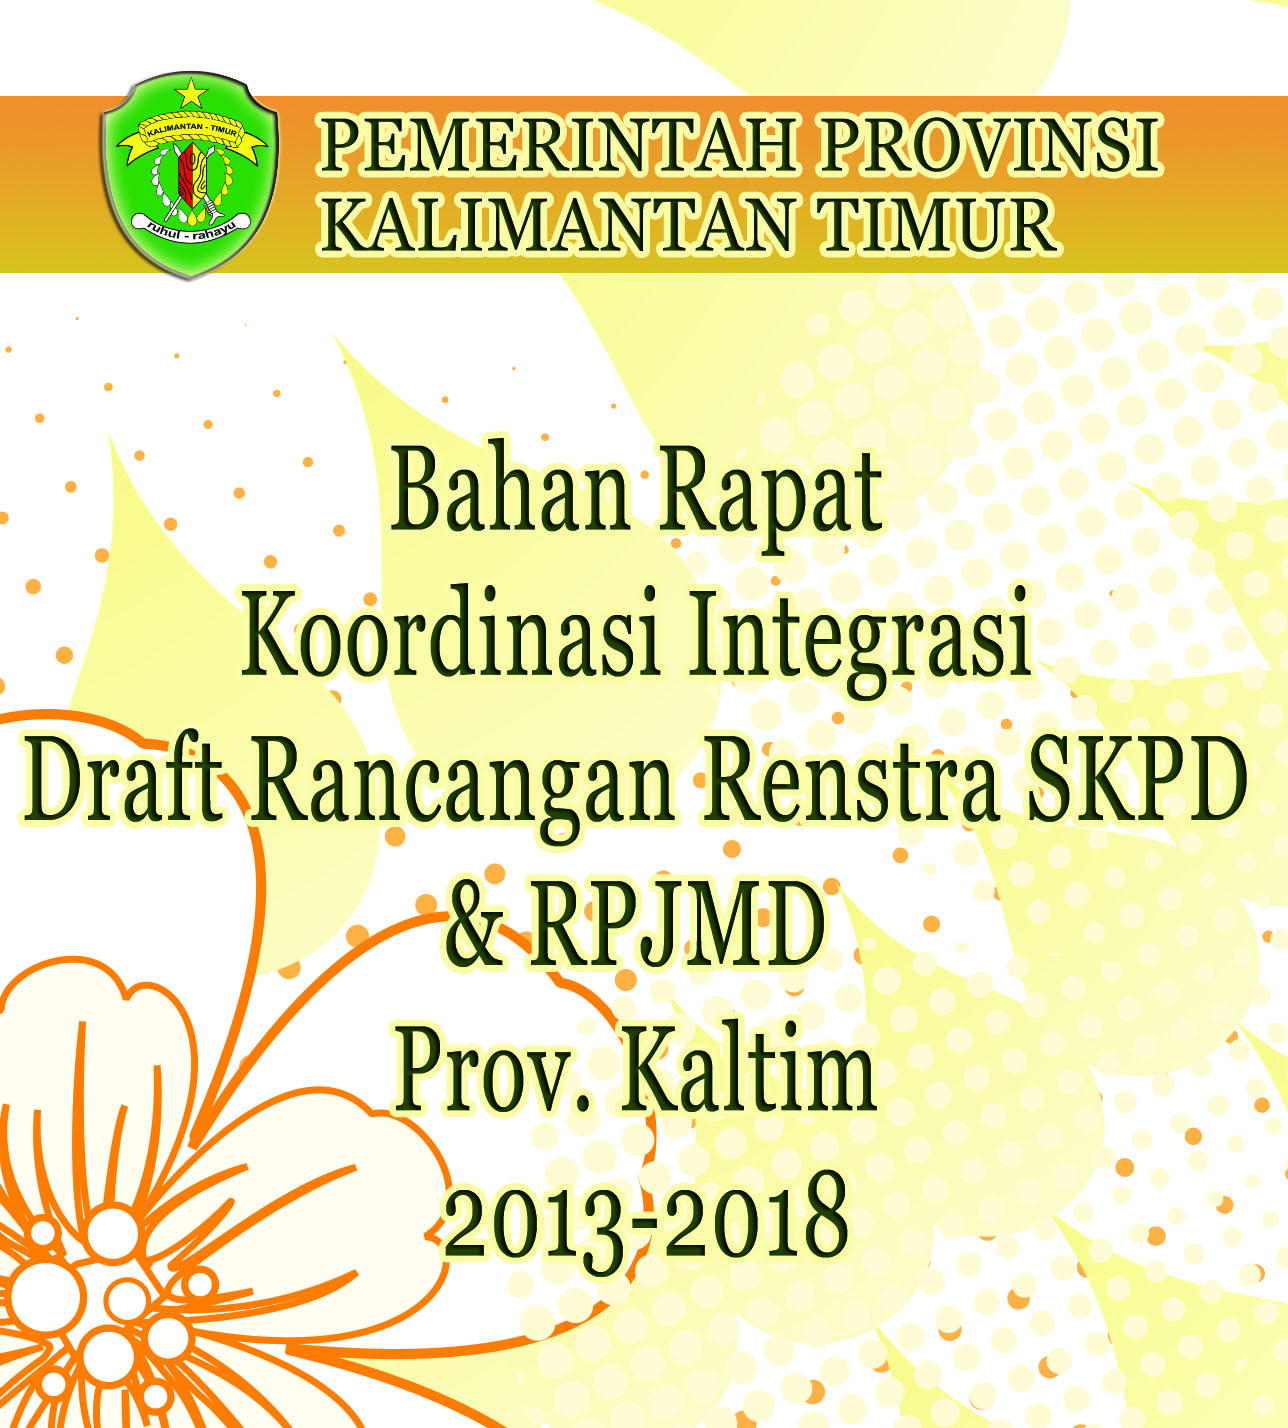 KALIMANTAN - TIMUR
ruhul - rahayu
PEMERINTAH PROVINSI
KALIMANTAN TIMUR
Bahan Rapat
Koordinasi Integrasi
Draft Rancangan Renstra SKPD
& RPJMD
Prov. Kaltim
2013-2018